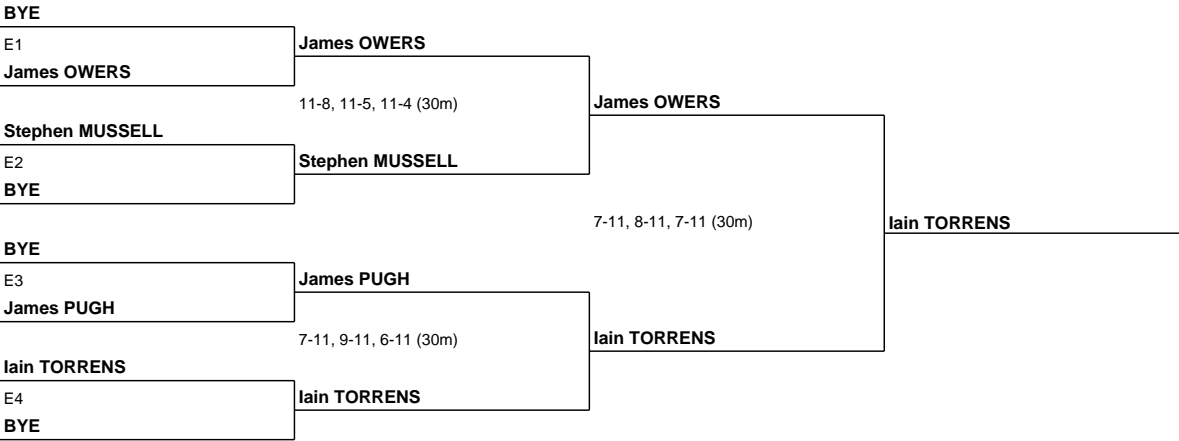 BYE
E1
James OWERS
James OWERS
11-8, 11-5, 11-4 (30m)
James OWERS
Stephen MUSSELL
E2
Stephen MUSSELL
BYE
7-11, 8-11, 7-11 (30m)
Iain TORRENS
BYE
E3
James PUGH
James PUGH
7-11, 9-11, 6-11 (30m)
Iain TORRENS
Iain TORRENS
E4
Iain TORRENS
BYE